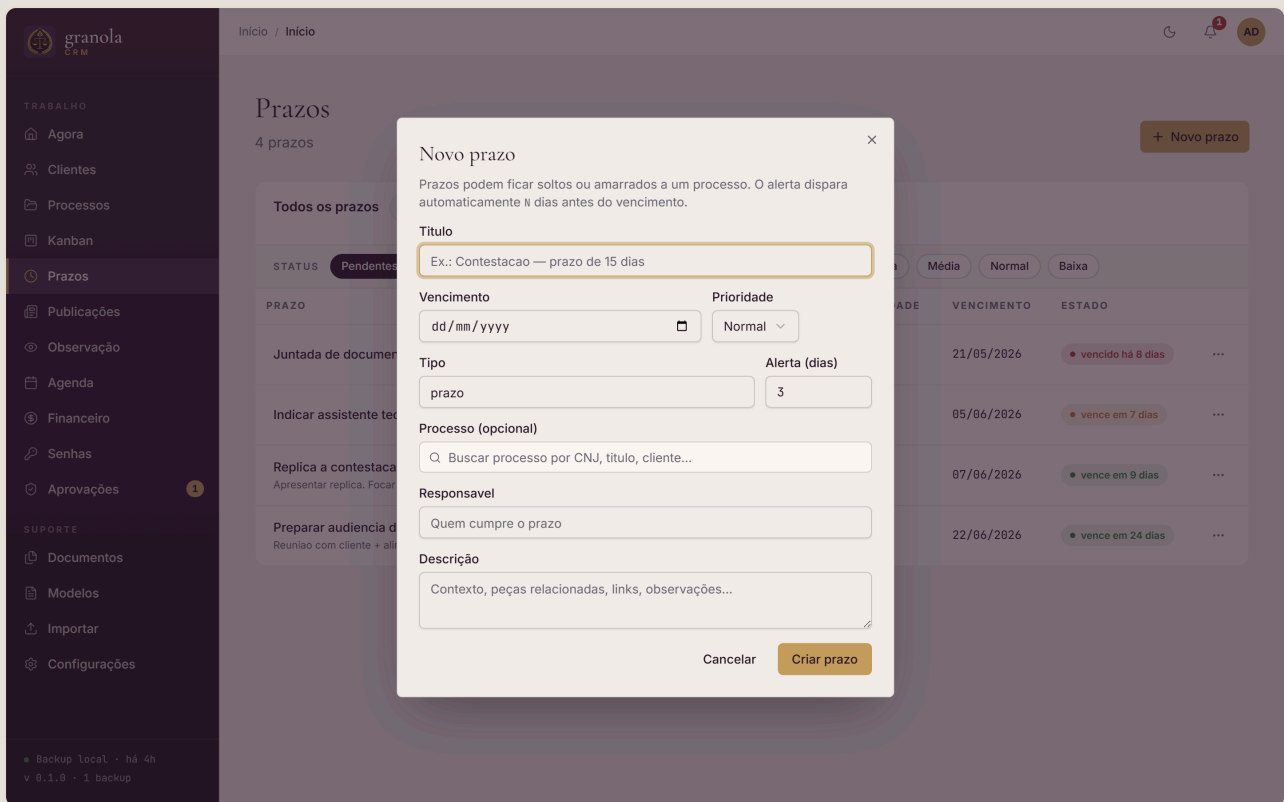 granola
CRM
Início / Início
1
AD
TRABALHO
Agora
Clientes
Processos
Kanban
Prazos
Publicações
Observação
Agenda
Financeiro
Senhas
Aprovações 1
SUPORTE
Documentos
Modelos
Importar
Configurações
Backup local · há 4h
v 0.1.0 · 1 backup
Prazos
4 prazos
+ Novo prazo
Todos os prazos
STATUS Pendentes
Média Normal Baixa
PRAZO VENCIMENTO ESTADO
Juntada de 21/05/2026 vencido há 8 dias ...
Indicar assistente 05/06/2026 vence em 7 dias ...
Replica a 07/06/2026 vence em 9 dias ...
Apresentar replica. Focar
Preparar audiencia 22/06/2026 vence em 24 dias ...
Reuniao com cliente +
Novo prazo
Prazos podem ficar soltos ou amarrados a um processo. O alerta dispara
automaticamente N dias antes do vencimento.
Titulo
Ex.: Contestacao — prazo de 15 dias
Vencimento Prioridade
dd/mm/yyyy Normal
Tipo Alerta (dias)
prazo 3
Processo (opcional)
Buscar processo por CNJ, titulo, cliente...
Responsavel
Quem cumpre o prazo
Descrição
Contexto, peças relacionadas, links, observações...
Cancelar Criar prazo